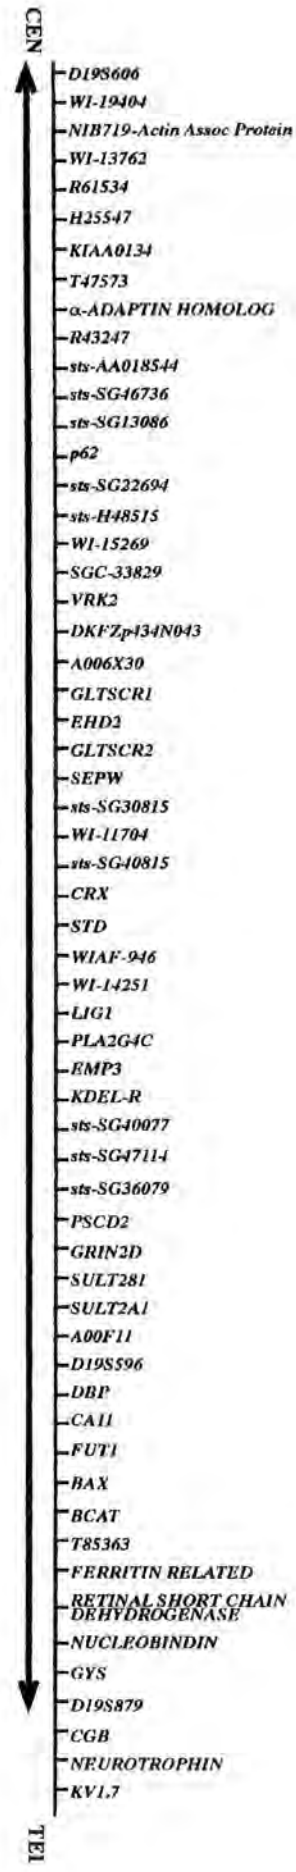 CEN
D19S606
WI-19404
NIB719-Actin Assoc Protein
WI-13762
R61534
H25547
KIAA0134
T47573
α-ADAPTIN HOMOLOG
R43247
sts-AA018544
sts-SG46736
sts-SG13086
p62
sts-SG22694
sts-H48515
WI-15269
SGC-33829
VRK2
DKFZp434N043
A006X30
GLTSCR1
EHD2
GLTSCR2
SEPW
sts-SG30815
WI-11704
sts-SG40815
CRX
STD
WIAF-946
WI-14251
LIG1
PLA2G4C
EMP3
KDEL-R
sts-SG40077
sts-SG47114
sts-SG36079
PSCD2
GRIN2D
SULT2B1
SULT2A1
A00F11
D19S596
DBP
CA11
FUT1
BAX
BCAT
T85363
FERRITIN RELATED
RETINAL SHORT CHAIN
DEHYDROGENASE
NUCLEOBINDIN
GYS
D19S879
CGB
NEUROTROPHIN
KV1.7
TEL